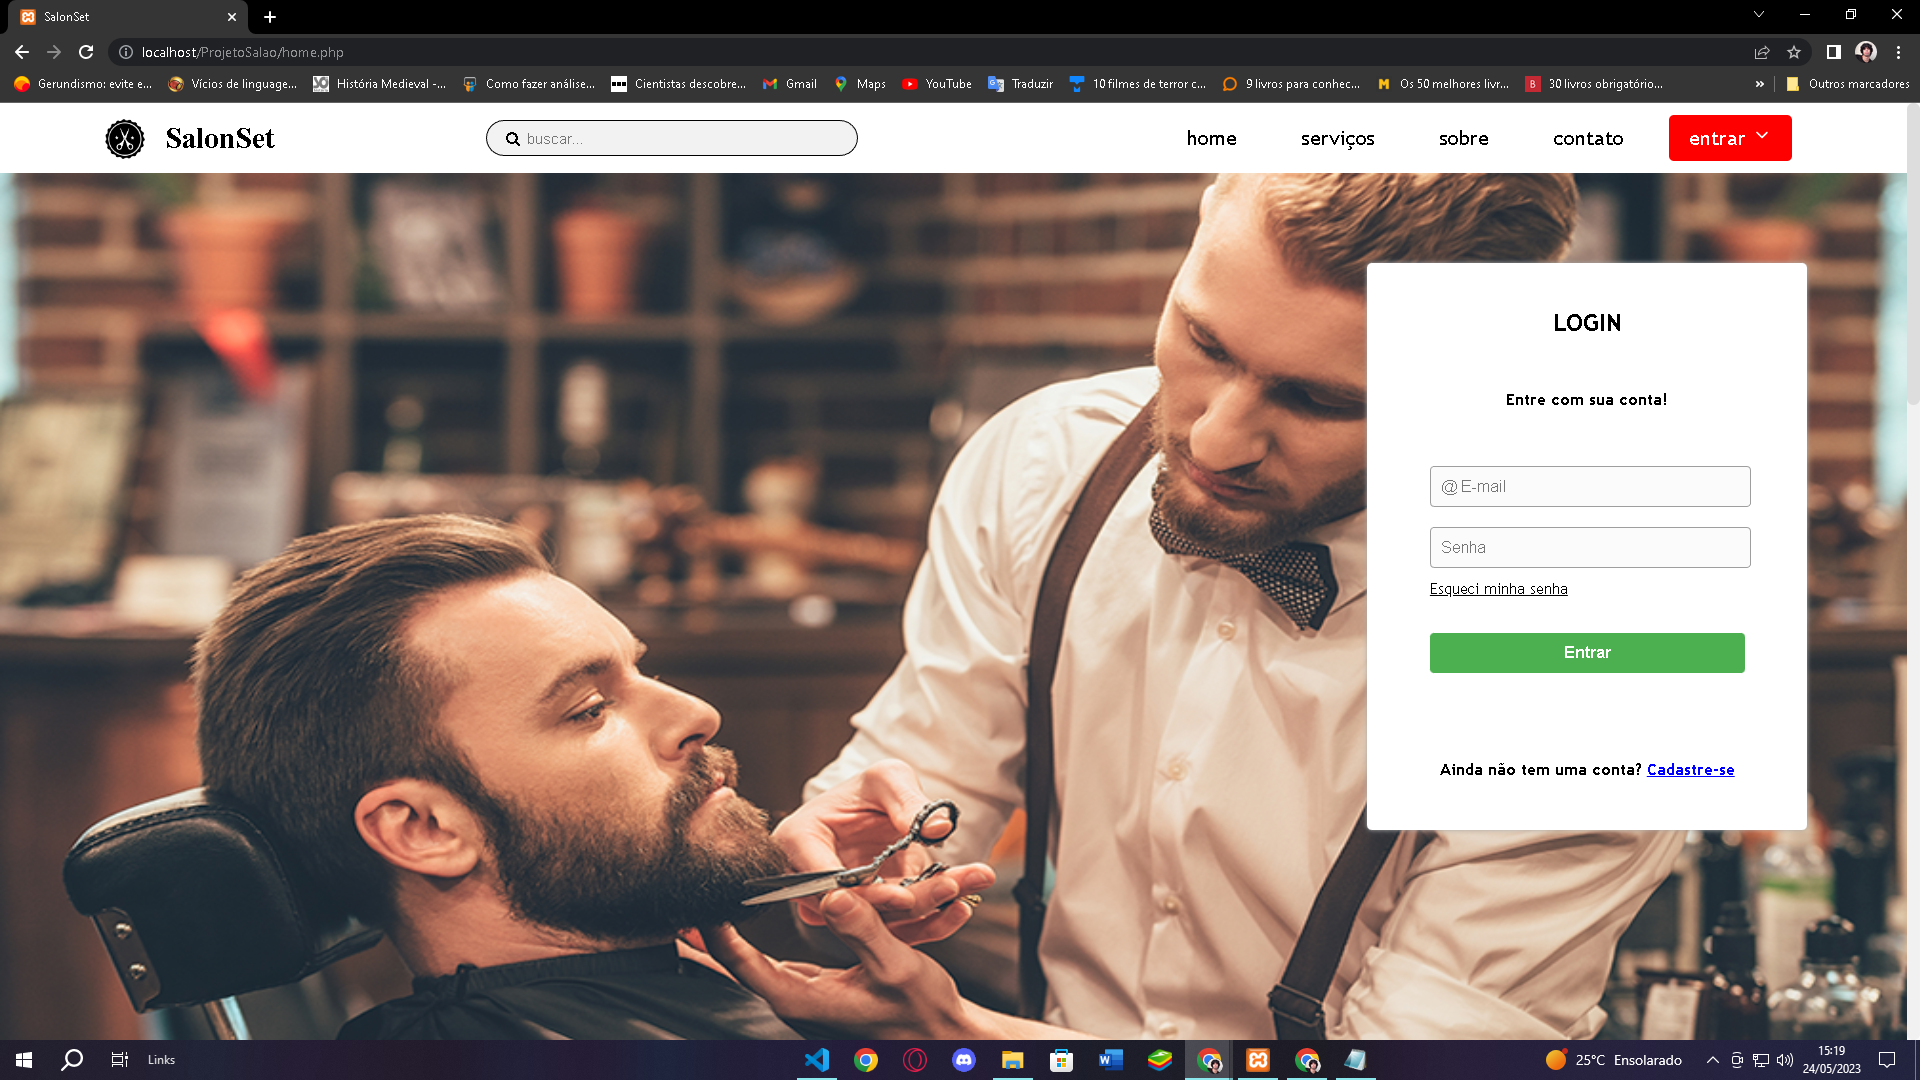 SalonSet
localhost/ProjetoSalao/home.php
Gerundismo: evite e...
Vícios de linguage...
História Medieval -...
Como fazer análise...
Cientistas descobre...
Gmail
Maps
YouTube
Traduzir
10 filmes de terror c...
9 livros para conhec...
Os 50 melhores livr...
30 livros obrigatório...
»
Outros marcadores
SalonSet
buscar...
home
serviços
sobre
contato
entrar
LOGIN
Entre com sua conta!
@ E-mail
Senha
Esqueci minha senha
Entrar
Ainda não tem uma conta? Cadastre-se
Links
25°C Ensolarado
15:19
24/05/2023